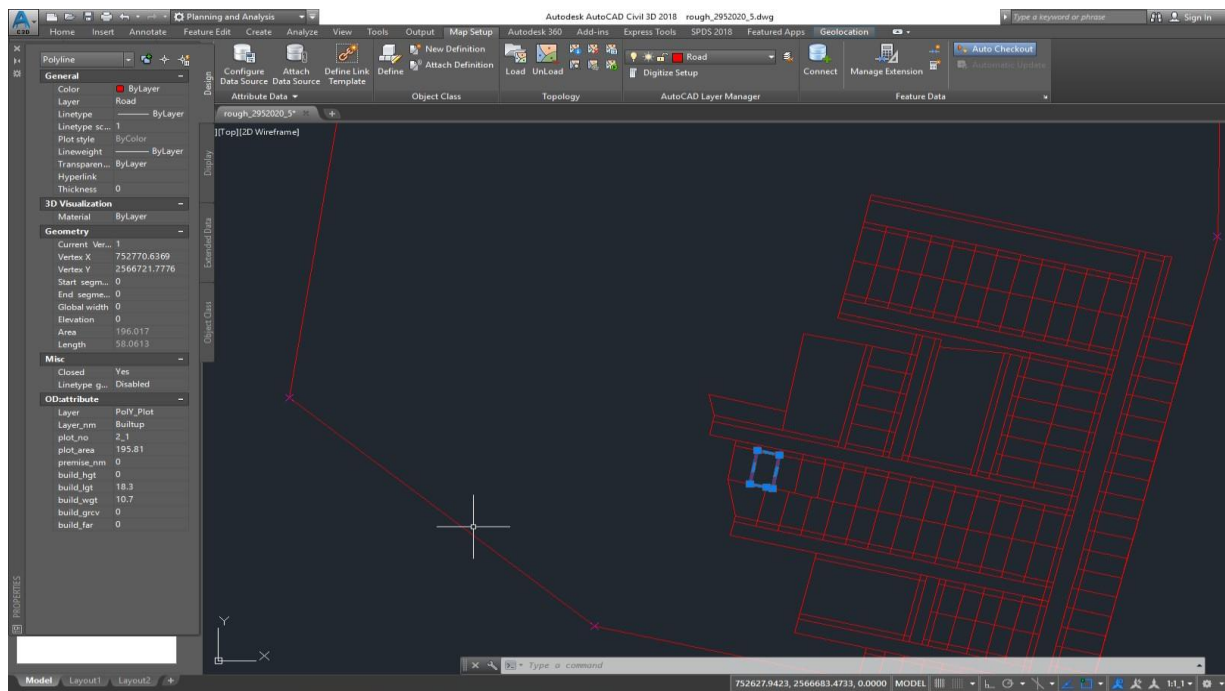 Planning and Analysis
Autodesk AutoCAD Civil 3D 2018 rough_2952020_5.dwg
Type a keyword or phrase
Sign In
C3D
Home Insert Annotate Feature Edit Create Analyze View Tools Output Map Setup Autodesk 360 Add-ins Express Tools SPDS 2018 Featured Apps Geolocation
Configure Data Source
Attach Data Source
Define Link Template
Define
New Definition
Attach Definition
Load
UnLoad
Road
Digitize Setup
Connect
Manage Extension
Auto Checkout
Automatic Update
Attribute Data
Object Class
Topology
AutoCAD Layer Manager
Feature Data
rough_2952020_5*
][Top][2D Wireframe]
Polyline
General
Color ByLayer
Layer Road
Linetype ByLayer
Linetype sc... 1
Plot style ByColor
Lineweight ByLayer
Transparen... ByLayer
Hyperlink
Thickness 0
3D Visualization
Material ByLayer
Geometry
Current Ver... 1
Vertex X 752770.6369
Vertex Y 2566721.7776
Start segm... 0
End segme... 0
Global width 0
Elevation 0
Area 196.017
Length 58.0613
Misc
Closed Yes
Linetype g... Disabled
OD:attribute
Layer PolY_Plot
Layer_nm Builtup
plot_no 2_1
plot_area 195.81
premise_nm 0
build_hgt 0
build_lgt 18.3
build_wgt 10.7
build_grcv 0
build_far 0
Design
Display
Extended Data
Object Class
PROPERTIES
Y
X
Type a command
Model Layout1 Layout2 +
752627.9423, 2566683.4733, 0.0000 MODEL
1:1.1